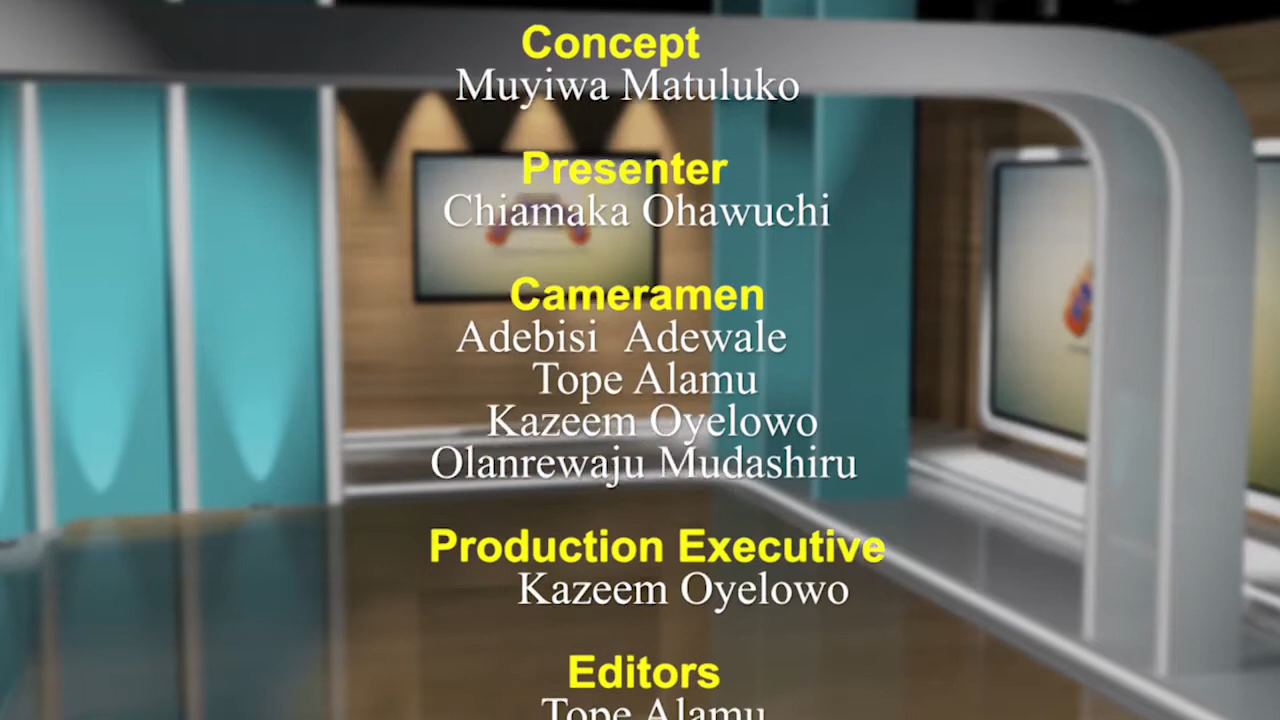 Concept
Muyiwa Matuluko
Presenter
Chiamaka Ohawuchi
Cameramen
Adebisi Adewale
Tope Alamu
Kazeem Oyelowo
Olanrewaju Mudashiru
Production Executive
Kazeem Oyelowo
Editors
Tope Alamu